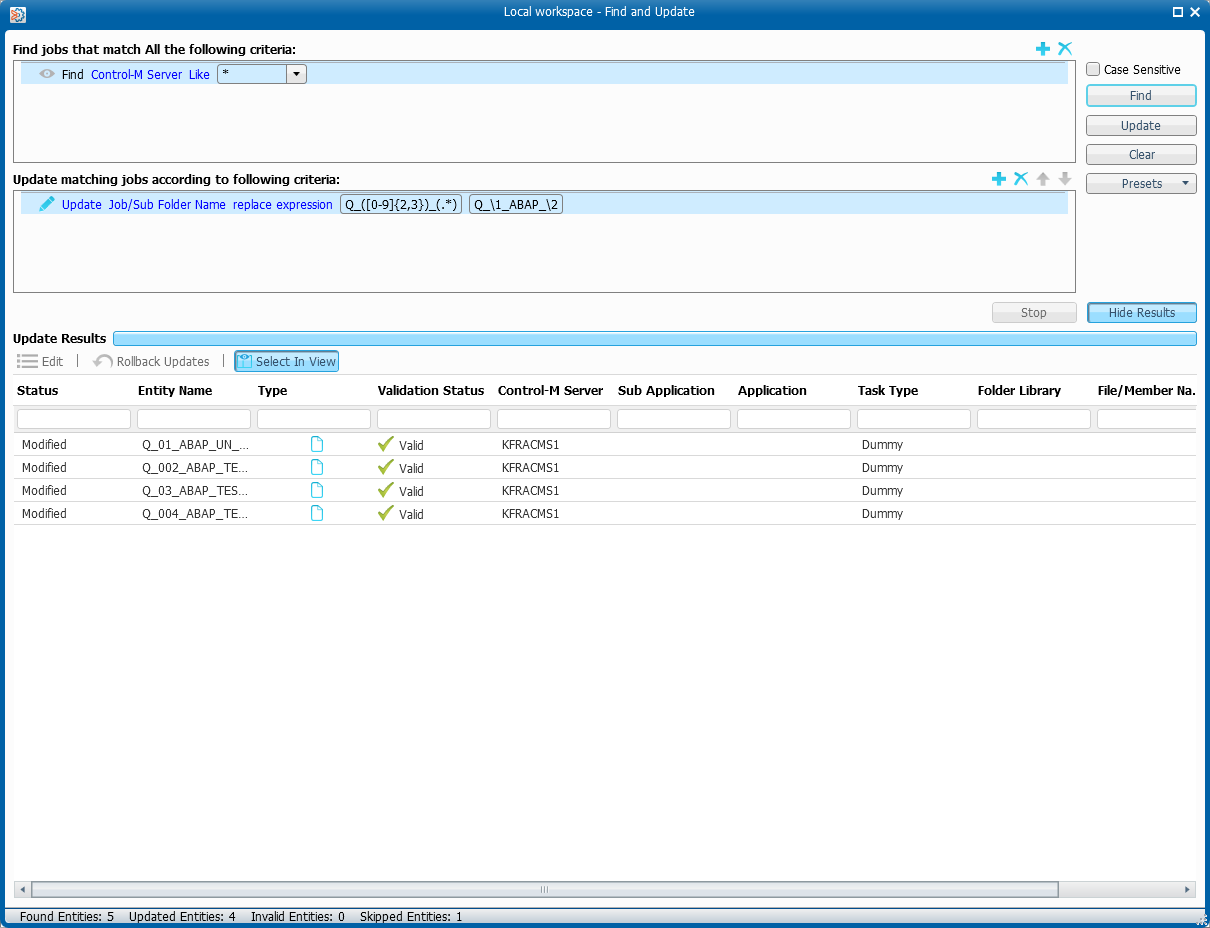 Local workspace - Find and Update
Find jobs that match All the following criteria:
Find Control-M Server Like *
Case Sensitive
Find
Update
Clear
Presets
Update matching jobs according to following criteria:
Update Job/Sub Folder Name replace expression Q_([0-9]{2,3})_(.*) Q_\1_ABAP_\2
Stop Hide Results
Update Results
Edit | Rollback Updates | Select In View
Status Entity Name Type Validation Status Control-M Server Sub Application Application Task Type Folder Library File/Member Na.
Modified Q_01_ABAP_UN_... Valid KFRACMS1 Dummy
Modified Q_002_ABAP_TE... Valid KFRACMS1 Dummy
Modified Q_03_ABAP_TES... Valid KFRACMS1 Dummy
Modified Q_004_ABAP_TE... Valid KFRACMS1 Dummy
Found Entities: 5 Updated Entities: 4 Invalid Entities: 0 Skipped Entities: 1